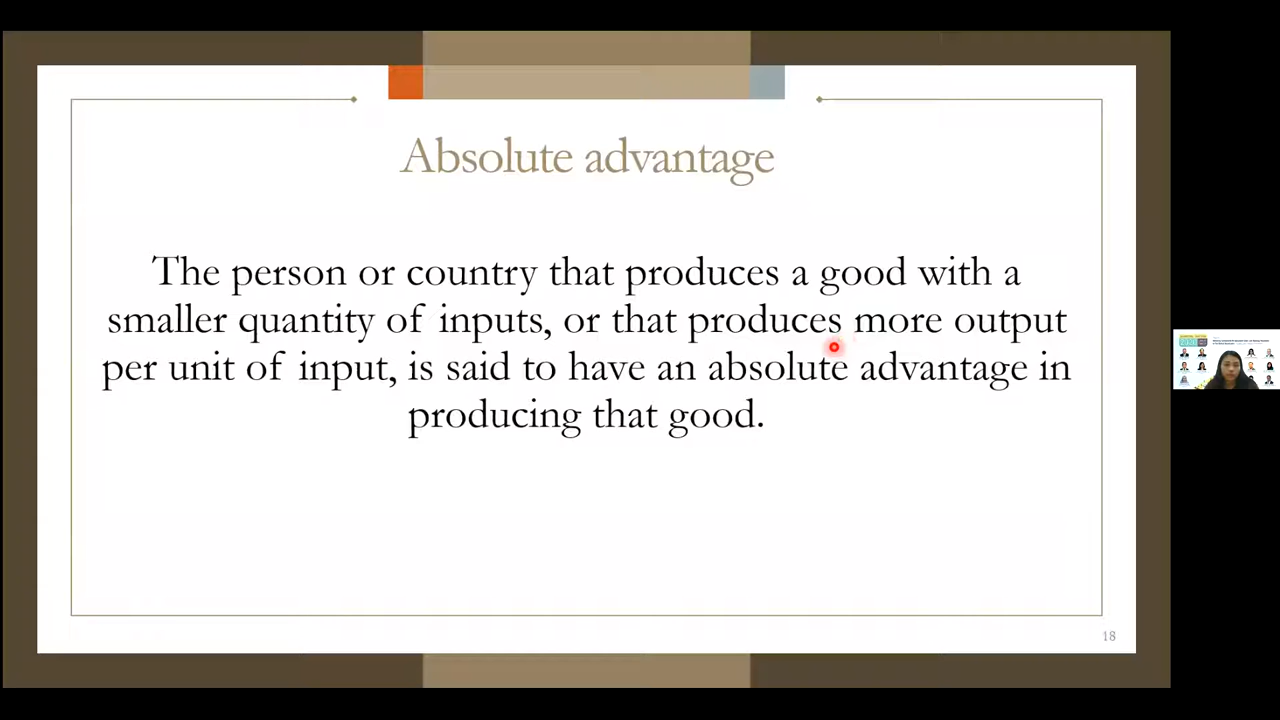 Absolute advantage
The person or country that produces a good with a
smaller quantity of inputs, or that produces more output
per unit of input, is said to have an absolute advantage in
producing that good.
18